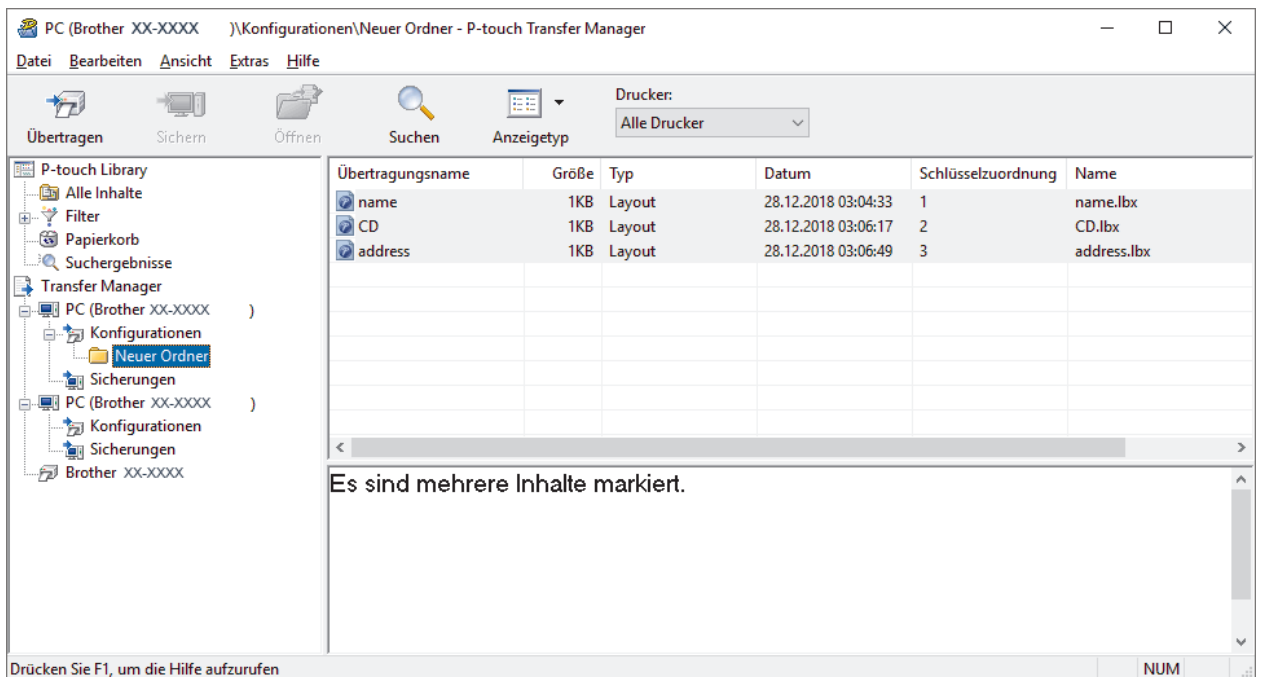 PC (Brother XX-XXXX )\Konfigurationen\Neuer Ordner - P-touch Transfer Manager
Datei Bearbeiten Ansicht Extras Hilfe
Übertragen Sichern Öffnen Suchen Anzeigetyp
Drucker:
Alle Drucker
P-touch Library
Alle Inhalte
Filter
Papierkorb
Suchergebnisse
Transfer Manager
PC (Brother XX-XXXX )
Konfigurationen
Neuer Ordner
Sicherungen
PC (Brother XX-XXXX )
Konfigurationen
Sicherungen
Brother XX-XXXX
Übertragungsname Größe Typ Datum Schlüsselzuordnung Name
name 1KB Layout 28.12.2018 03:04:33 1 name.lbx
CD 1KB Layout 28.12.2018 03:06:17 2 CD.lbx
address 1KB Layout 28.12.2018 03:06:49 3 address.lbx
Es sind mehrere Inhalte markiert.
Drücken Sie F1, um die Hilfe aufzurufen
NUM